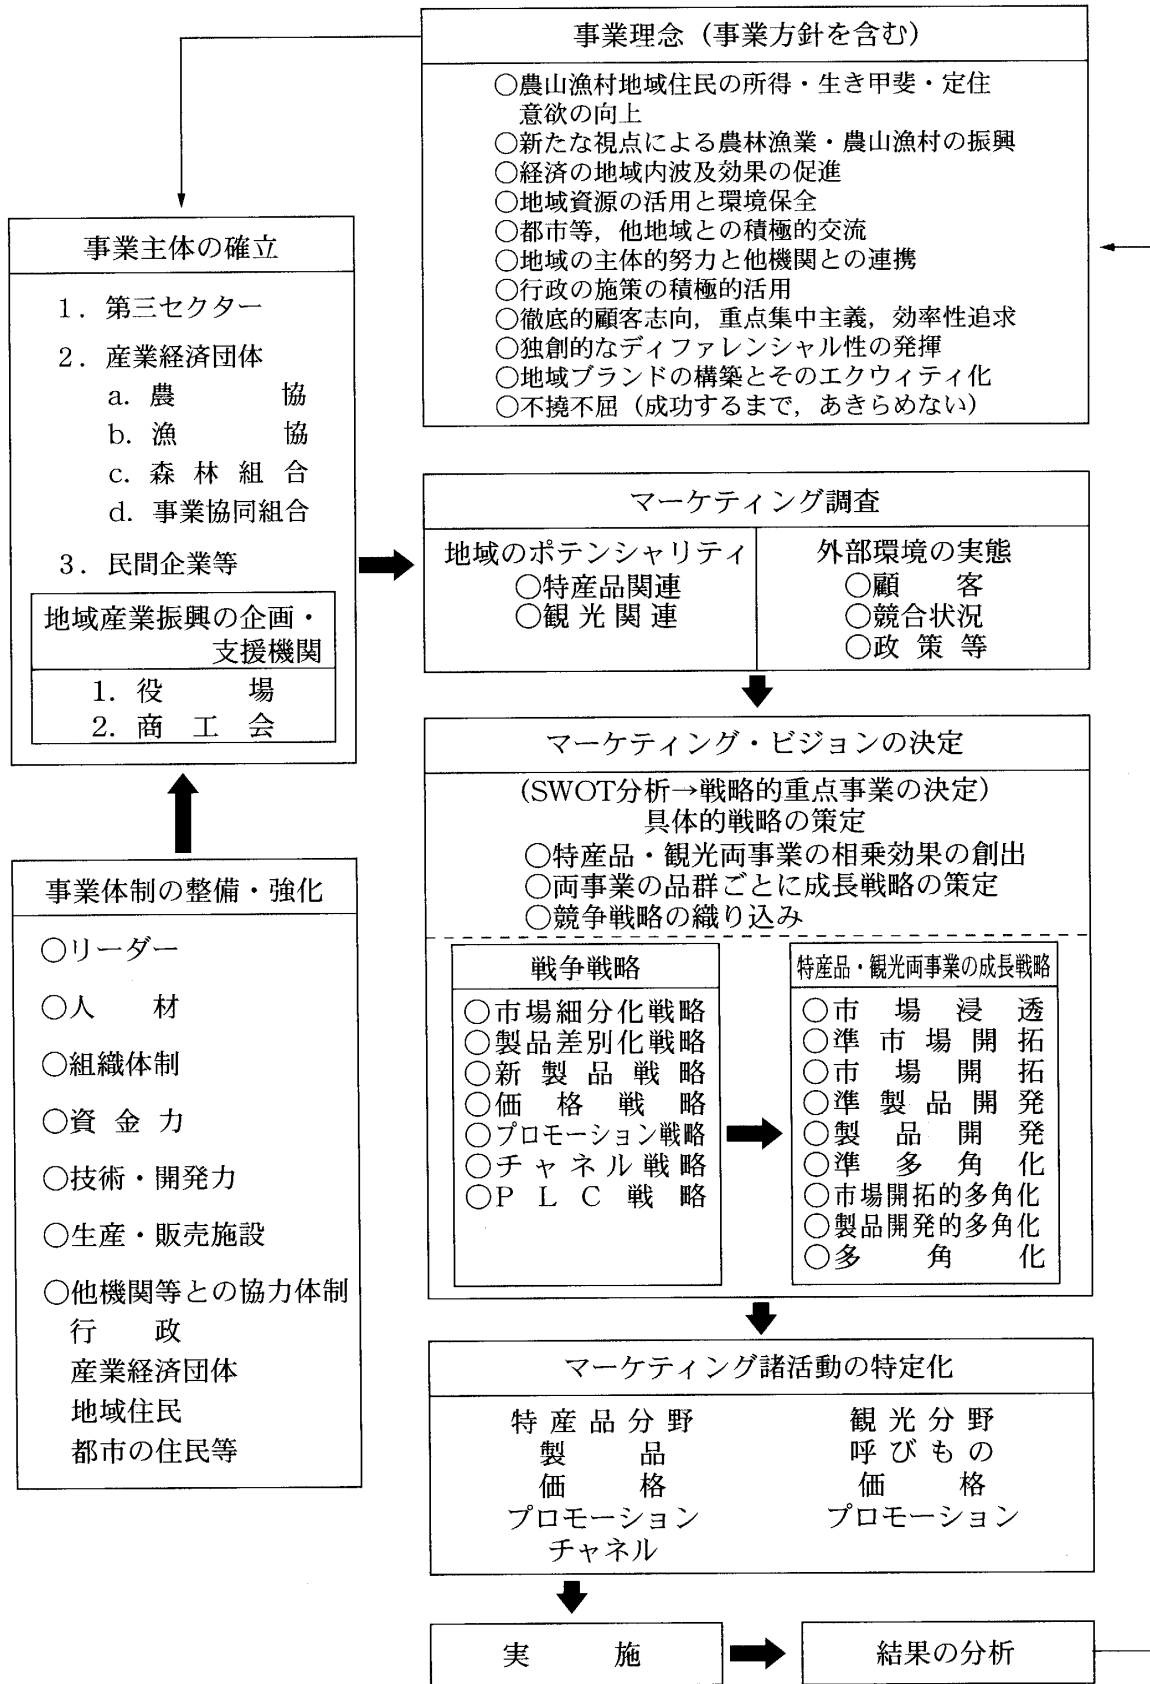 事業理念（事業方針を含む）
○農山漁村地域住民の所得・生き甲斐・定住
意欲の向上
○新たな視点による農林漁業・農山漁村の振興
○経済の地域内波及効果の促進
○地域資源の活用と環境保全
○都市等，他地域との積極的交流
○地域の主体的努力と他機関との連携
○行政の施策の積極的活用
○徹底的顧客志向，重点集中主義，効率性追求
○独創的なディファレンシャル性の発揮
○地域ブランドの構築とそのエクウィティ化
○不撓不屈（成功するまで，あきらめない）
事業主体の確立
1．第三セクター
2．産業経済団体
a. 農協
b. 漁協
c. 森林組合
d. 事業協同組合
3．民間企業等
地域産業振興の企画・
支援機関
1. 役場
2. 商工会
事業体制の整備・強化
○リーダー
○人材
○組織体制
○資金力
○技術・開発力
○生産・販売施設
○他機関等との協力体制
行政
産業経済団体
地域住民
都市の住民等
マーケティング調査
地域のポテンシャリティ
○特産品関連
○観光関連
外部環境の実態
○顧客
○競合状況
○政策等
マーケティング・ビジョンの決定
(SWOT分析→戦略的重点事業の決定)
具体的戦略の策定
○特産品・観光両事業の相乗効果の創出
○両事業の品群ごとに成長戦略の策定
○競争戦略の織り込み
戦争戦略
○市場細分化戦略
○製品差別化戦略
○新製品戦略
○価格戦略
○プロモーション戦略
○チャネル戦略
○PLC戦略
特産品・観光両事業の成長戦略
○市場浸透
○準市場開拓
○市場開拓
○準製品開発
○製品開発
○準多角化
○市場開拓的多角化
○製品開発的多角化
○多角化
マーケティング諸活動の特定化
特産品分野
製品
価格
プロモーション
チャネル
観光分野
呼びもの
価格
プロモーション
実施
結果の分析